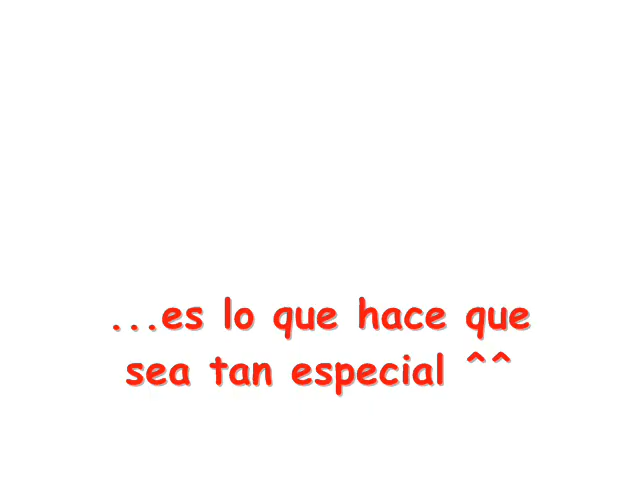 ...es lo que hace que
sea tan especial ^^